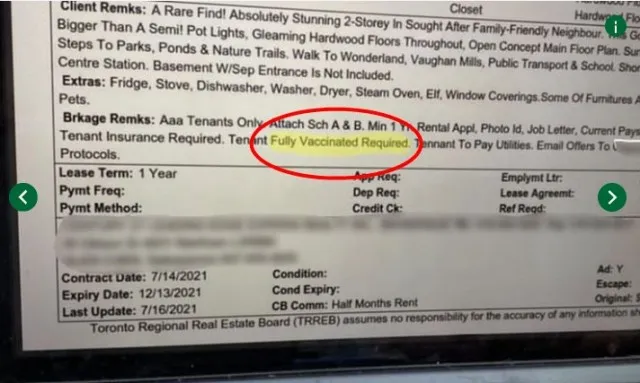 Closet
Client Remks: A Rare Find! Absolutely Stunning 2-Storey In Sought After Family-Friendly Neighbour.
Bigger Than A Semi! Pot Lights, Gleaming Hardwood Floors Throughout, Open Concept Main Floor Plan.
Steps To Parks, Ponds & Nature Trails. Walk To Wonderland, Vaughan Mills, Public Transport & School.
Centre Station. Basement W/Sep Entrance Is Not Included.
Extras: Fridge, Stove, Dishwasher, Washer, Dryer, Steam Oven, Elf, Window Coverings.Some Of Furnitures
Pets.
Brkage Remks: Aaa Tenants Only. Attach Sch A & B. Min 1 Yr Rental Appl, Photo Id, Job Letter, Current Pays
Tenant Insurance Required. Tenant Fully Vaccinated Required. Tennant To Pay Utilities. Email Offers To
Protocols.
Lease Term: 1 Year App Req: Emplymt Ltr:
Pymt Freq: Dep Req: Lease Agreemt:
Pymt Method: Credit Ck: Ref Reqd:
Contract Date: 7/14/2021 Condition: Ad: Y
Expiry Date: 12/13/2021 Cond Expiry: Escape:
Last Update: 7/16/2021 CB Comm: Half Months Rent Original:
Toronto Regional Real Estate Board (TRREB) assumes no responsibility for the accuracy of any information